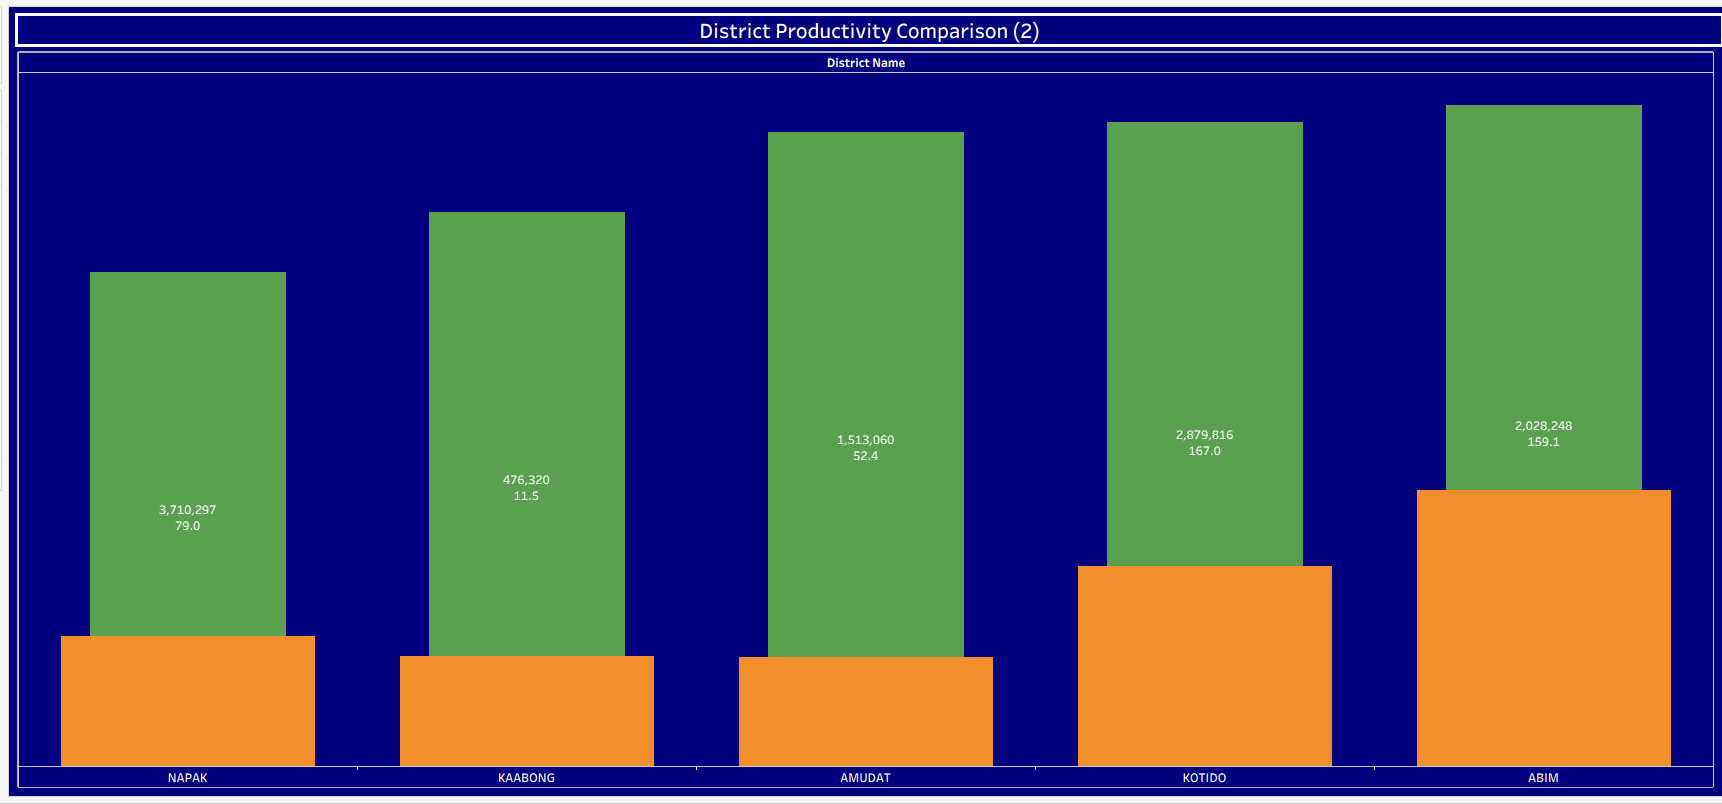 District Productivity Comparison (2)
District Name
3,710,297
79.0
476,320
11.5
1,513,060
52.4
2,879,816
167.0
2,028,248
159.1
NAPAK
KAABONG
AMUDAT
KOTIDO
ABIM